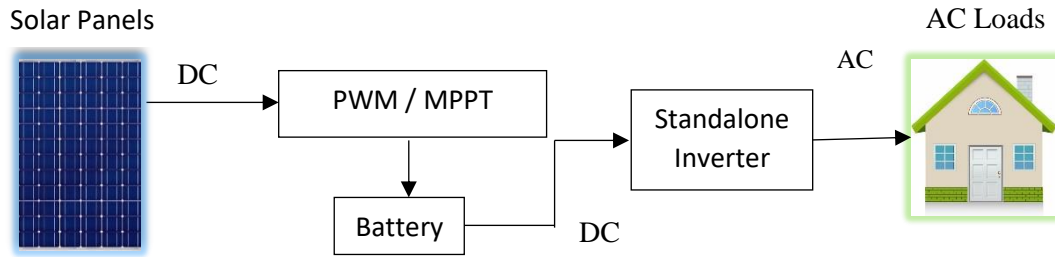 Solar Panels
AC Loads
DC
AC
PWM / MPPT
Standalone
Inverter
Battery
DC